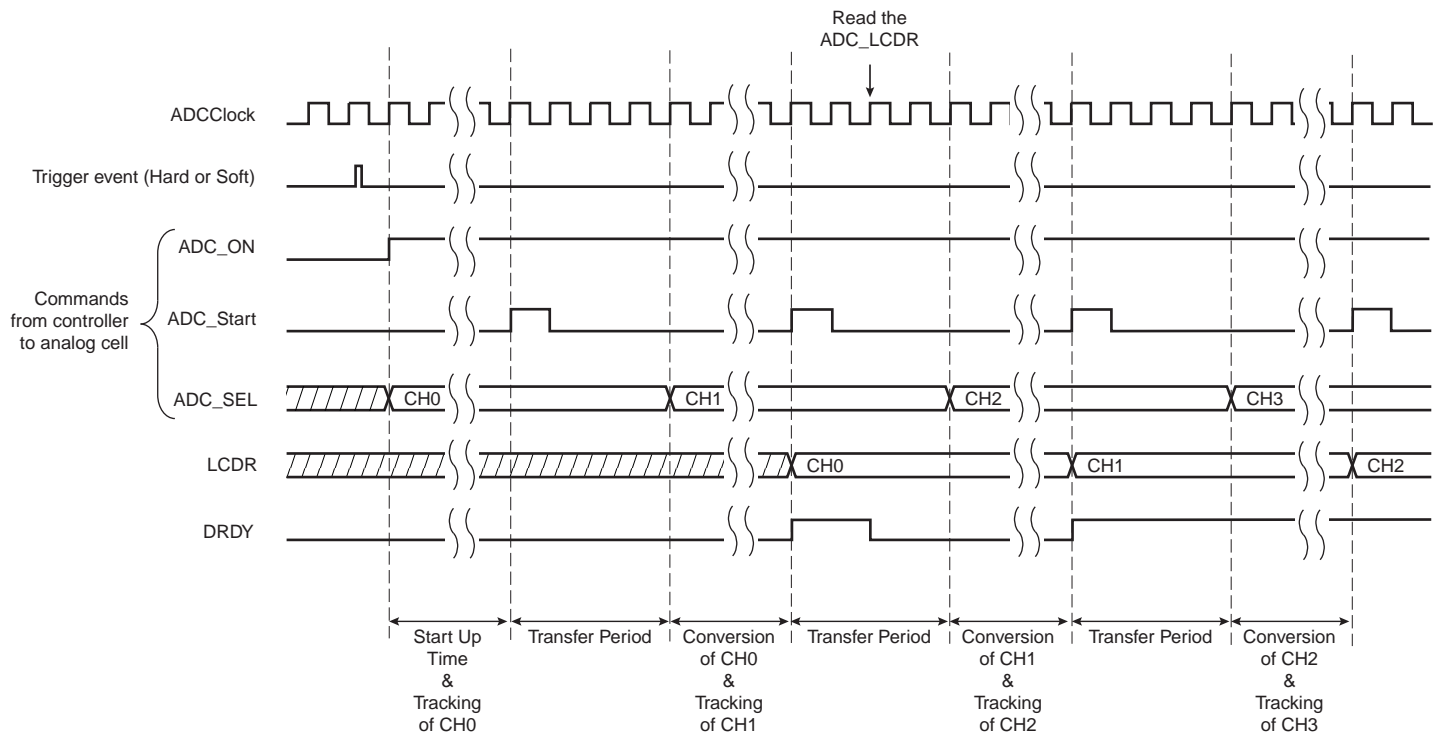 Read the
ADC_LCDR
ADCClock
Trigger event (Hard or Soft)
ADC_ON
Commands
from controller
to analog cell
ADC_Start
ADC_SEL
CH0
CH1
CH2
CH3
LCDR
CH0
CH1
CH2
DRDY
Start Up
Time
&
Tracking
of CH0
Transfer Period
Conversion
of CH0
&
Tracking
of CH1
Transfer Period
Conversion
of CH1
&
Tracking
of CH2
Transfer Period
Conversion
of CH2
&
Tracking
of CH3